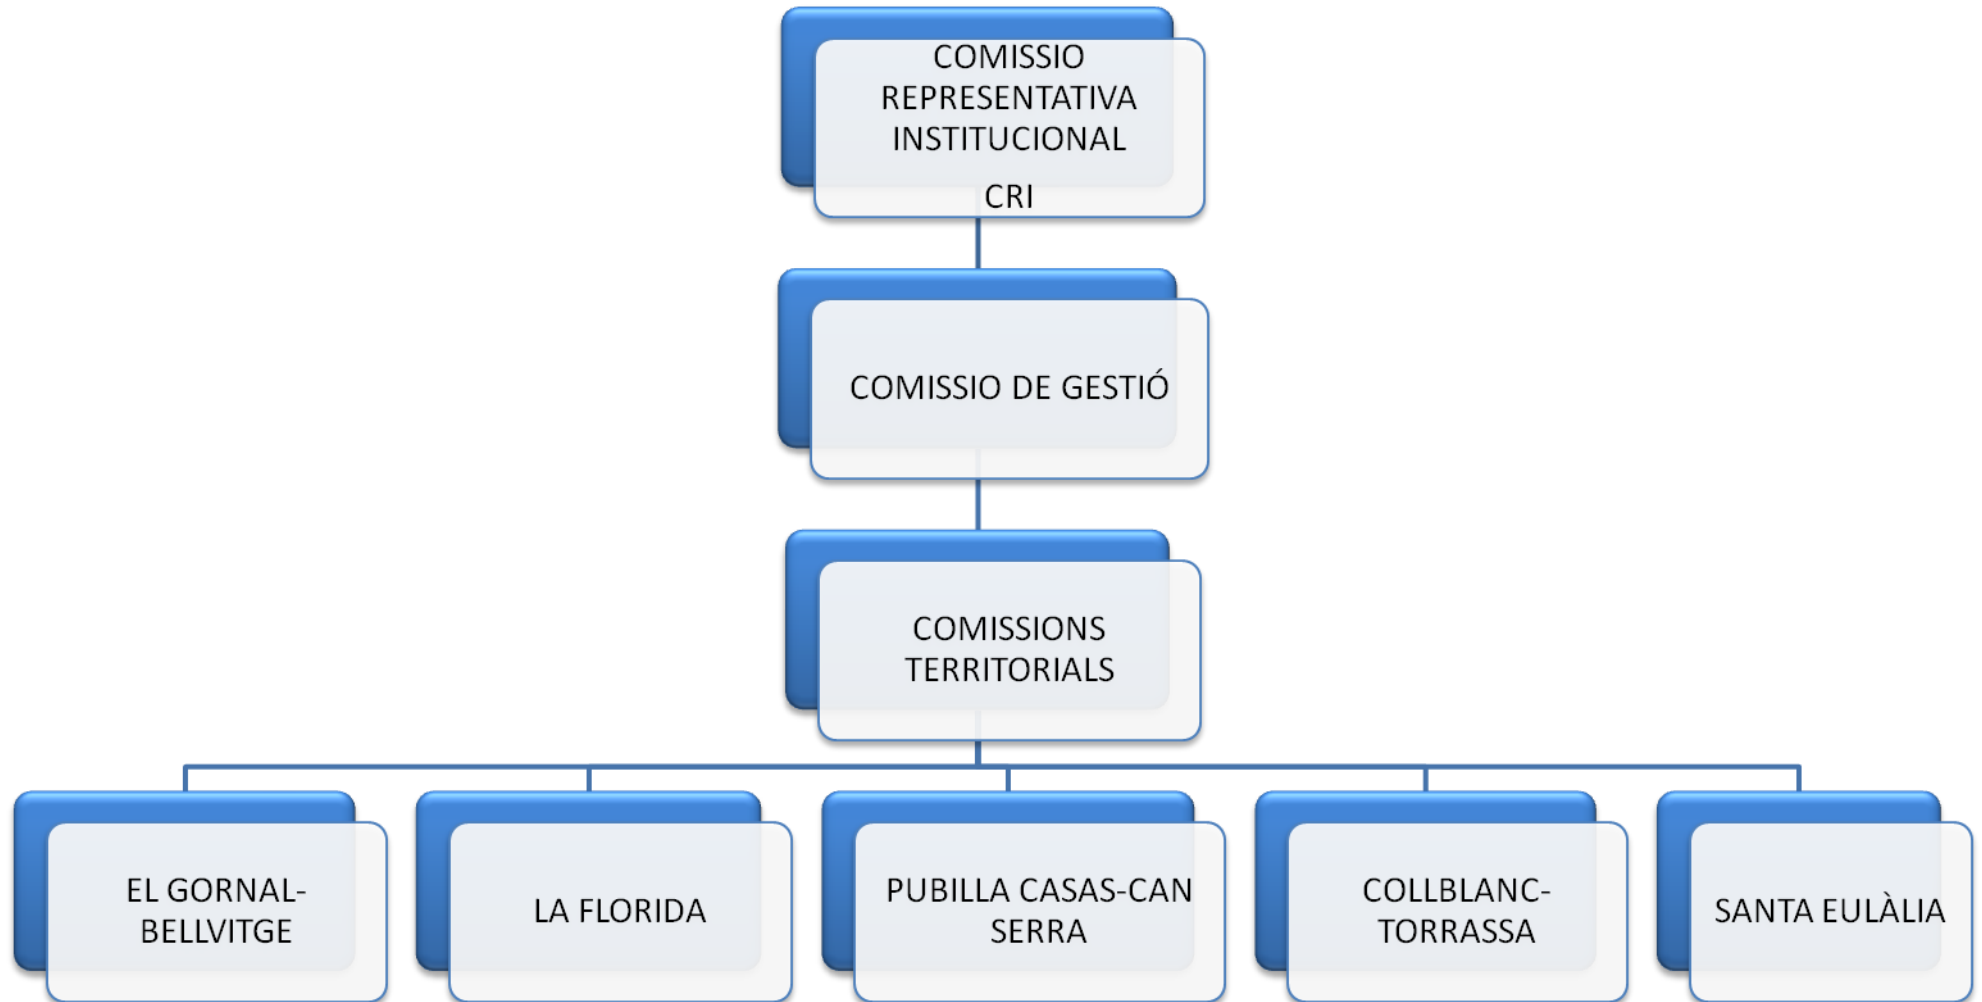 COMISSIO
REPRESENTATIVA
INSTITUCIONAL
CRI
COMISSIO DE GESTIÓ
COMISSIONS
TERRITORIALS
EL GORNAL-
BELLVITGE
LA FLORIDA
PUBILLA CASAS-CAN
SERRA
COLLBLANC-
TORRASSA
SANTA EULÀLIA